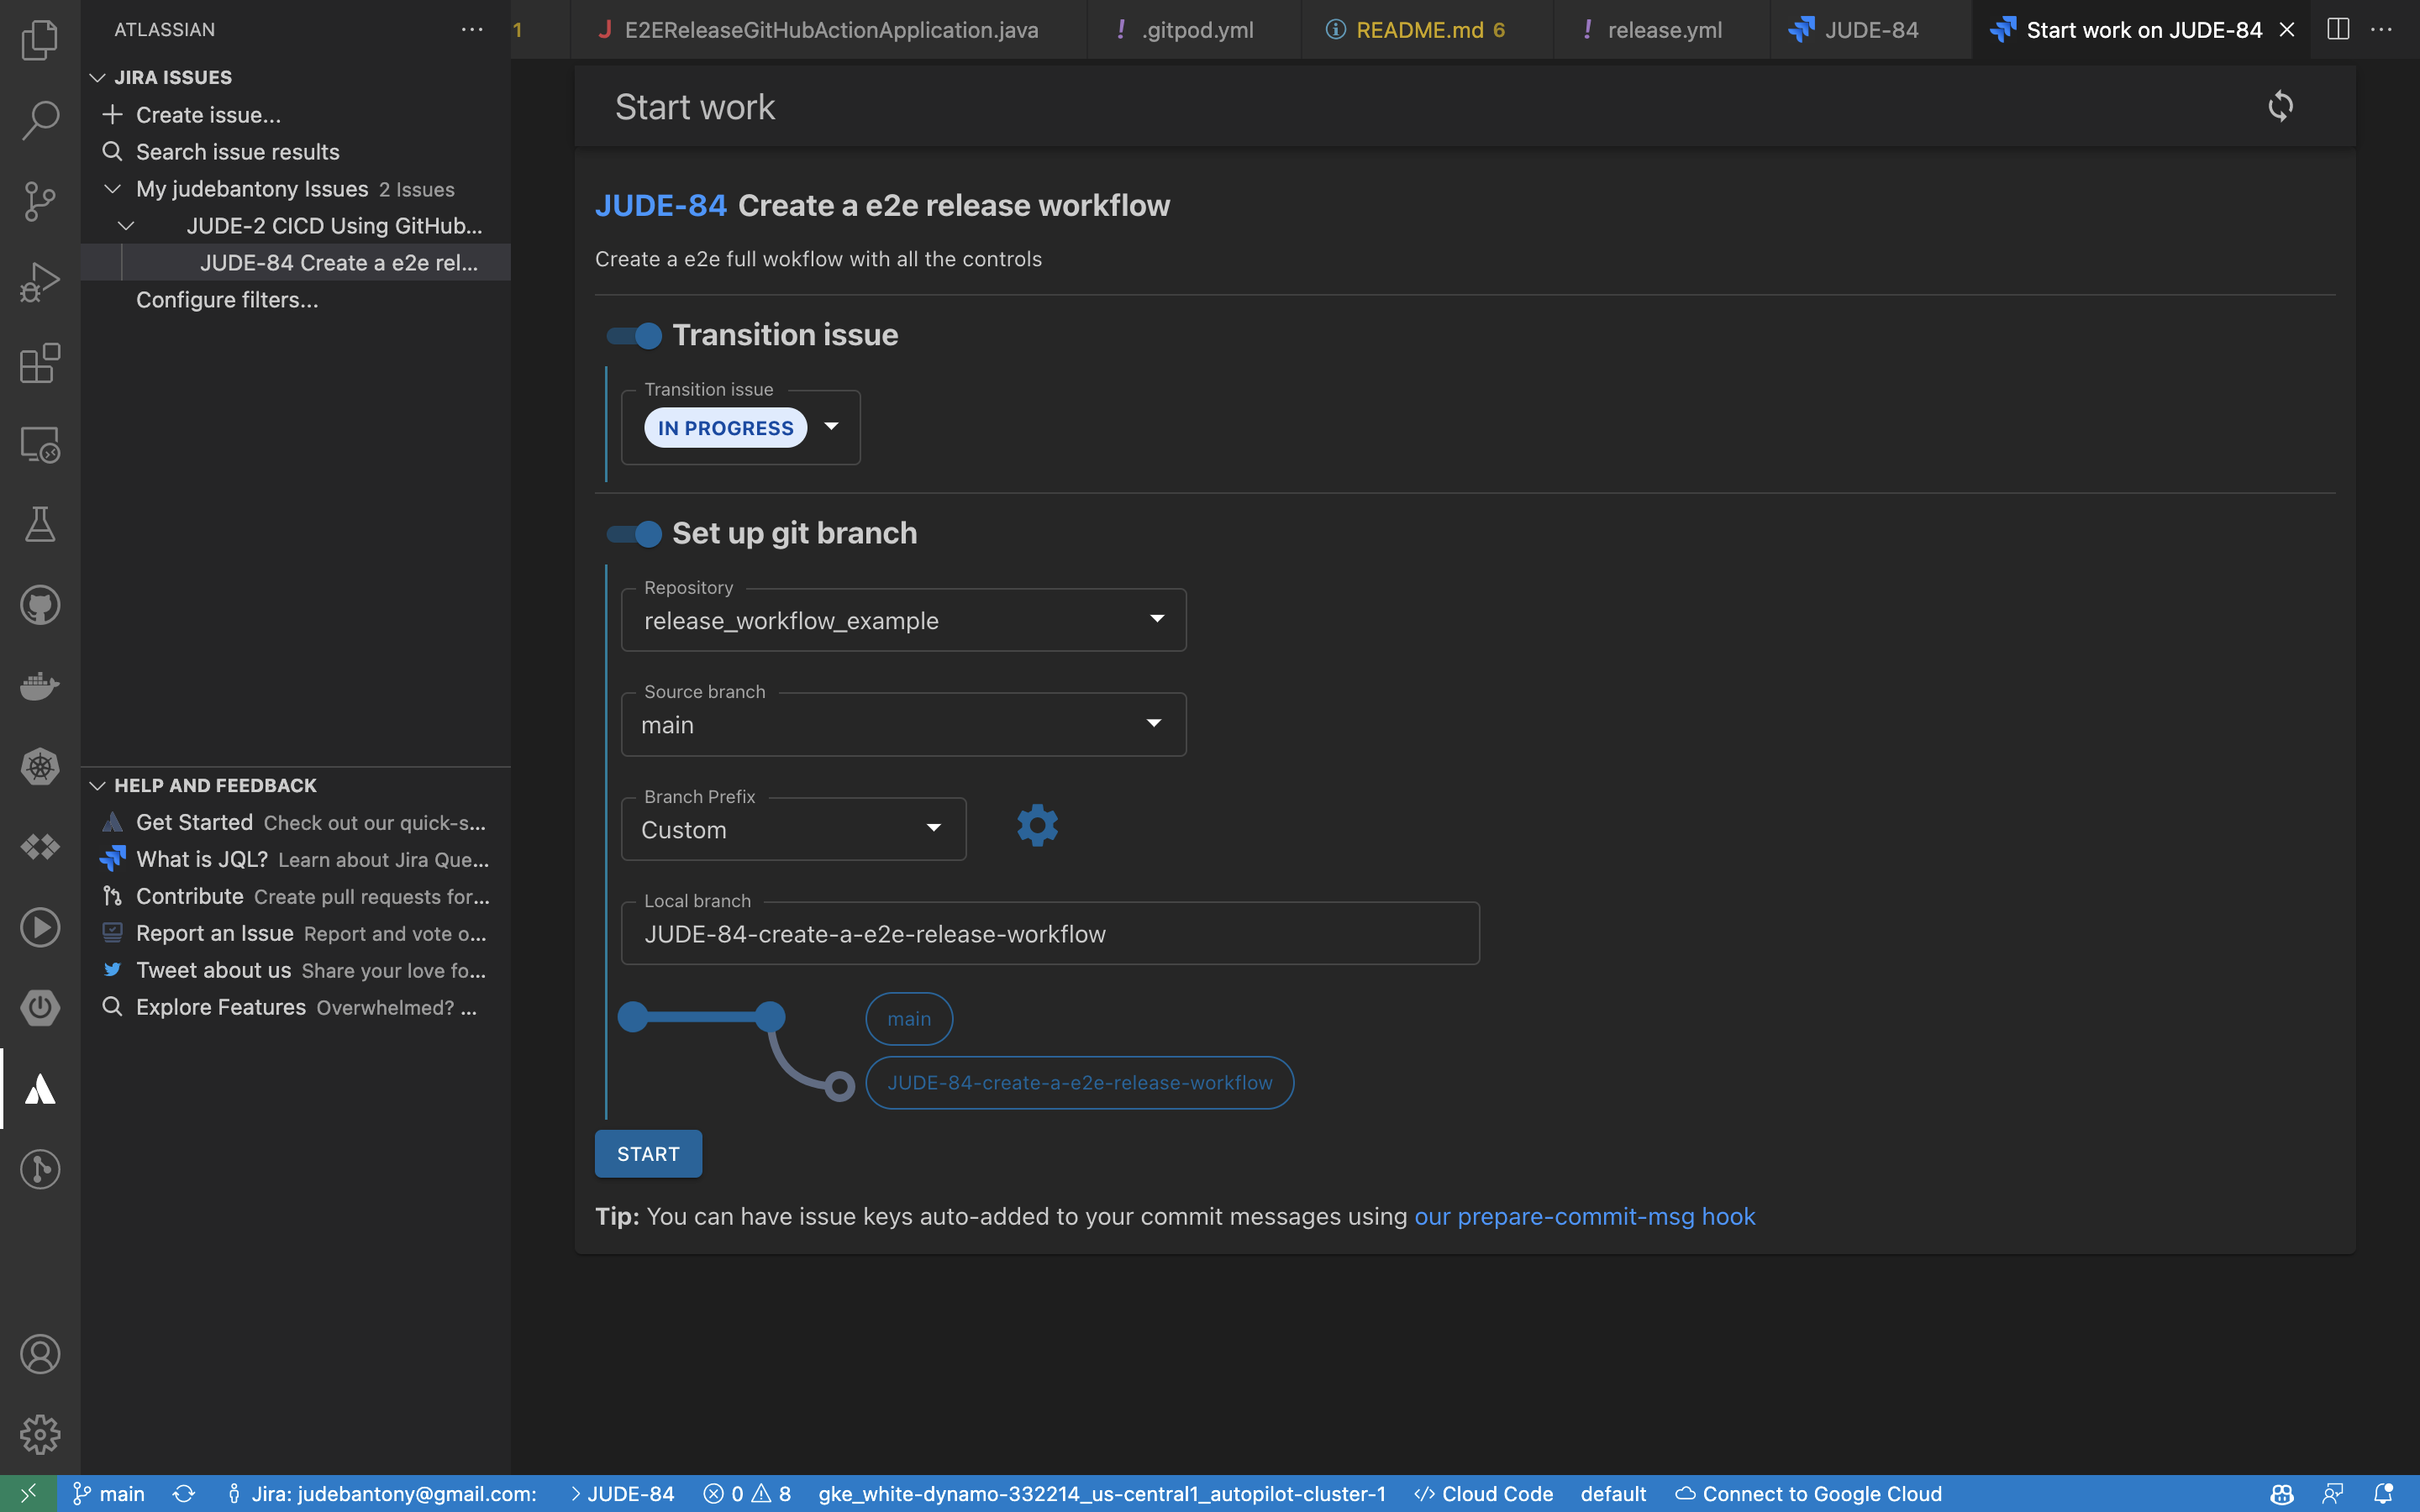 ATLASSIAN
JIRA ISSUES
Create issue...
Search issue results
My judebantony Issues 2 Issues
JUDE-2 CICD Using GitHub...
JUDE-84 Create a e2e rel...
Configure filters...
HELP AND FEEDBACK
Get Started Check out our quick-s...
What is JQL? Learn about Jira Que...
Contribute Create pull requests for...
Report an Issue Report and vote o...
Tweet about us Share your love fo...
Explore Features Overwhelmed? ...
1 J E2EReleaseGitHubActionApplication.java ! .gitpod.yml README.md 6 ! release.yml JUDE-84 Start work on JUDE-84
Start work
JUDE-84 Create a e2e release workflow
Create a e2e full wokflow with all the controls
Transition issue
Transition issue
IN PROGRESS
Set up git branch
Repository
release_workflow_example
Source branch
main
Branch Prefix
Custom
Local branch
JUDE-84-create-a-e2e-release-workflow
main
JUDE-84-create-a-e2e-release-workflow
START
Tip: You can have issue keys auto-added to your commit messages using our prepare-commit-msg hook
main Jira: judebantony@gmail.com: > JUDE-84 0 8 gke_white-dynamo-332214_us-central1_autopilot-cluster-1 </> Cloud Code default Connect to Google Cloud